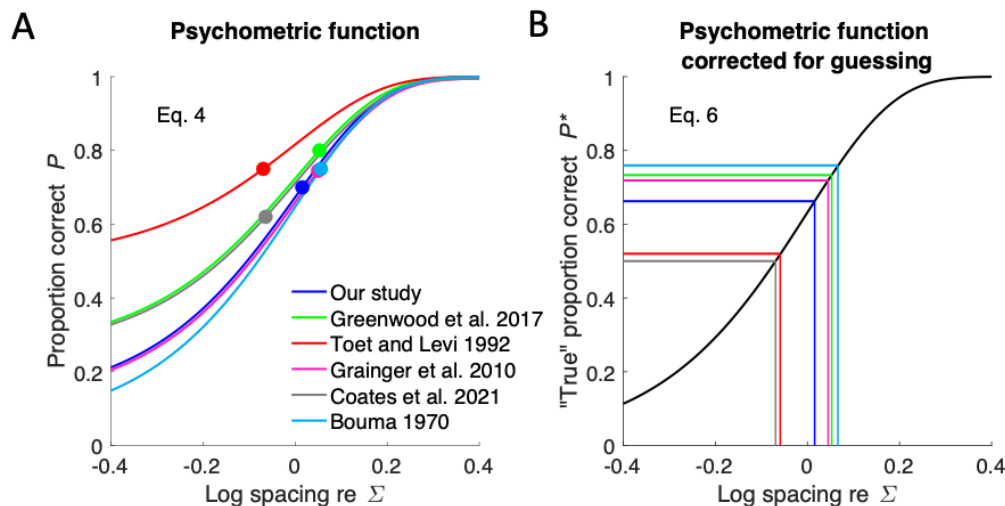 A
Psychometric function
Eq. 4
Proportion correct P
1
0.8
0.6
0.4
0.2
0
-0.4
-0.2
0
0.2
0.4
Log spacing re Σ
Our study
Greenwood et al. 2017
Toet and Levi 1992
Grainger et al. 2010
Coates et al. 2021
Bouma 1970
B
Psychometric function
corrected for guessing
Eq. 6
"True" proportion correct P*
1
0.8
0.6
0.4
0.2
0
-0.4
-0.2
0
0.2
0.4
Log spacing re Σ